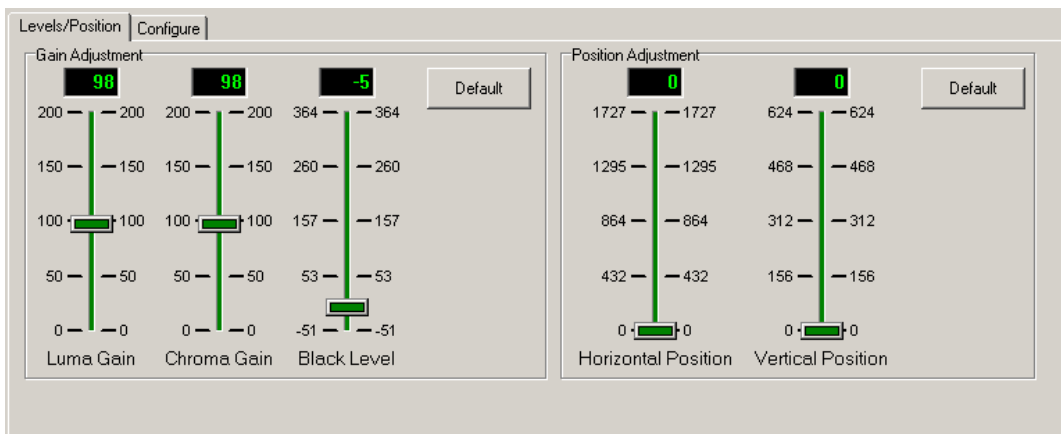 Levels/Position Configure
Gain Adjustment Position Adjustment
98 98 -5 Default 0 0 Default
200 200 200 200 364 364 1727 1727 624 624
150 150 150 150 260 260 1295 1295 468 468
100 100 100 100 157 157 864 864 312 312
50 50 50 50 53 53 432 432 156 156
0 0 0 0 -51 -51 0 0 0 0
Luma Gain Chroma Gain Black Level Horizontal Position Vertical Position